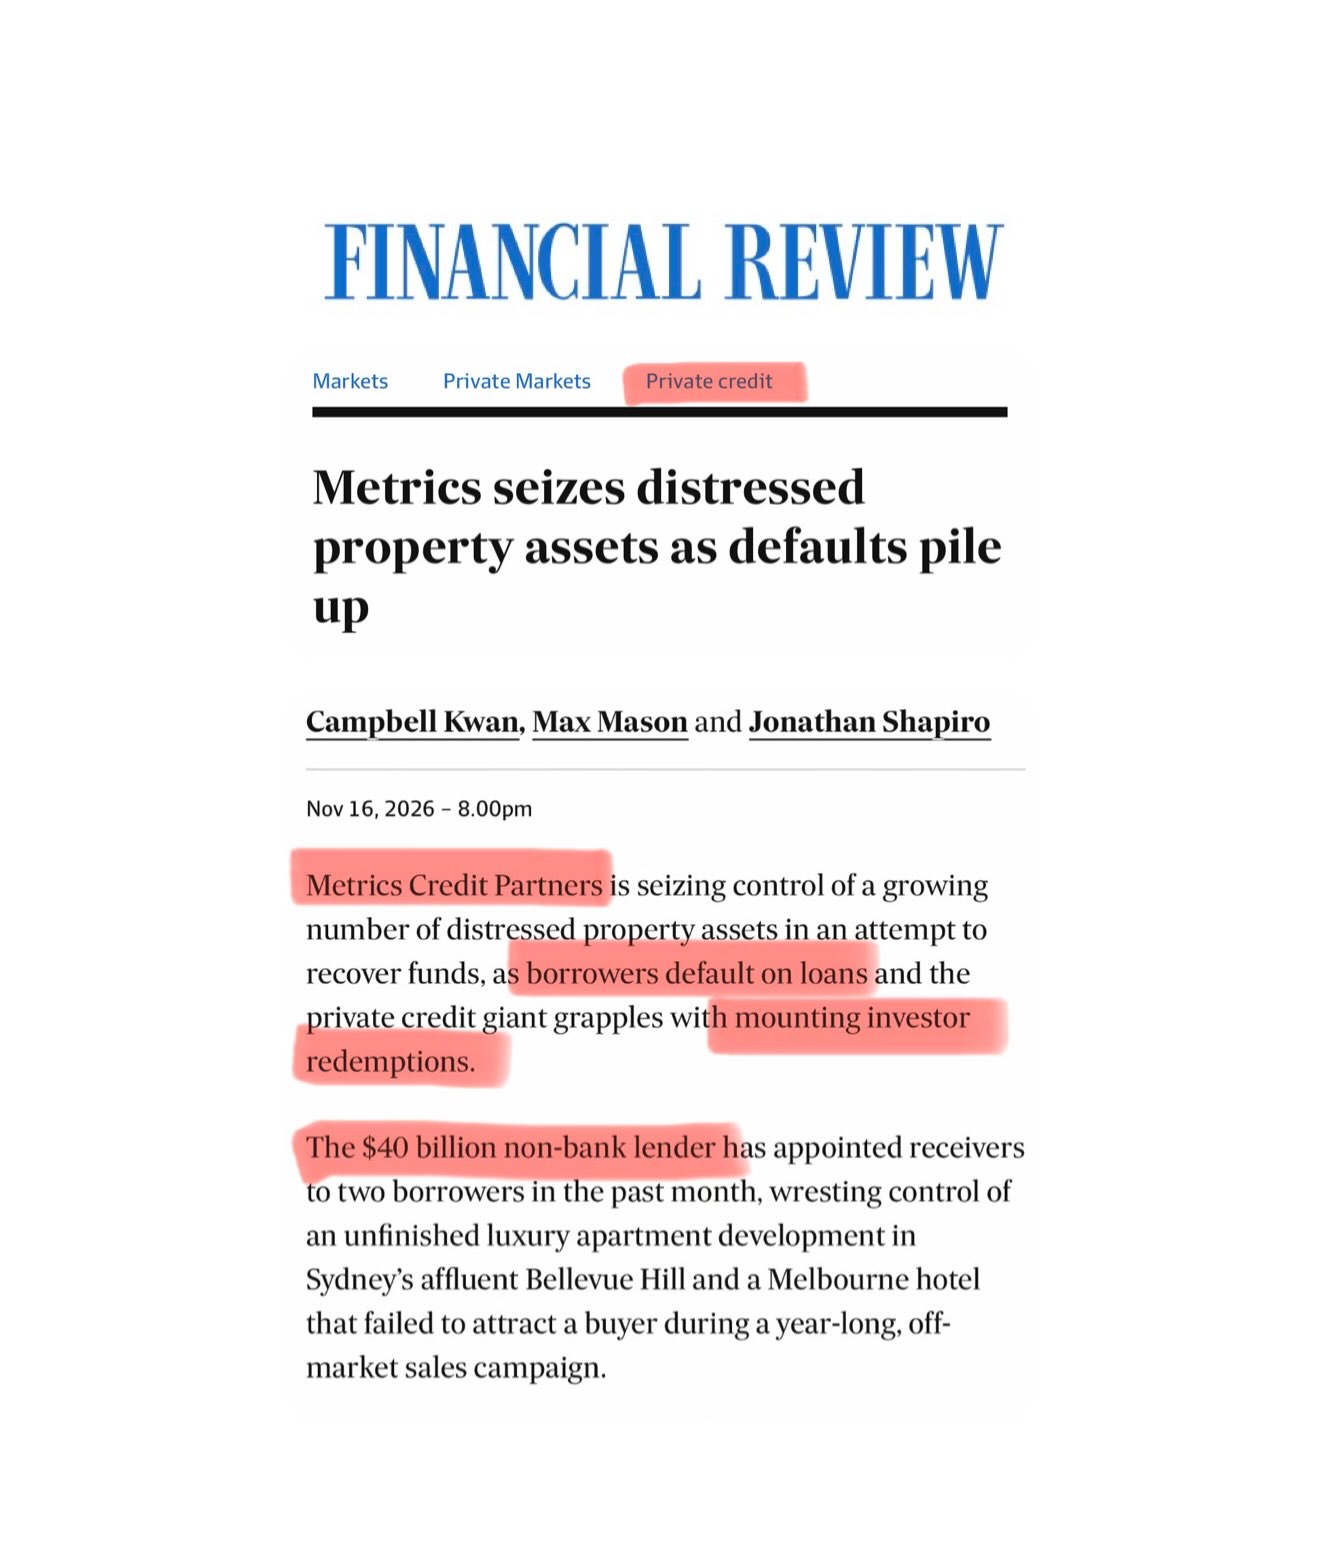 FINANCIAL REVIEW
Markets Private Markets Private credit
Metrics seizes distressed
property assets as defaults pile
up
Campbell Kwan, Max Mason and Jonathan Shapiro
Nov 16, 2026 – 8.00pm
Metrics Credit Partners is seizing control of a growing
number of distressed property assets in an attempt to
recover funds, as borrowers default on loans and the
private credit giant grapples with mounting investor
redemptions.
The $40 billion non-bank lender has appointed receivers
to two borrowers in the past month, wresting control of
an unfinished luxury apartment development in
Sydney’s affluent Bellevue Hill and a Melbourne hotel
that failed to attract a buyer during a year-long, off-
market sales campaign.